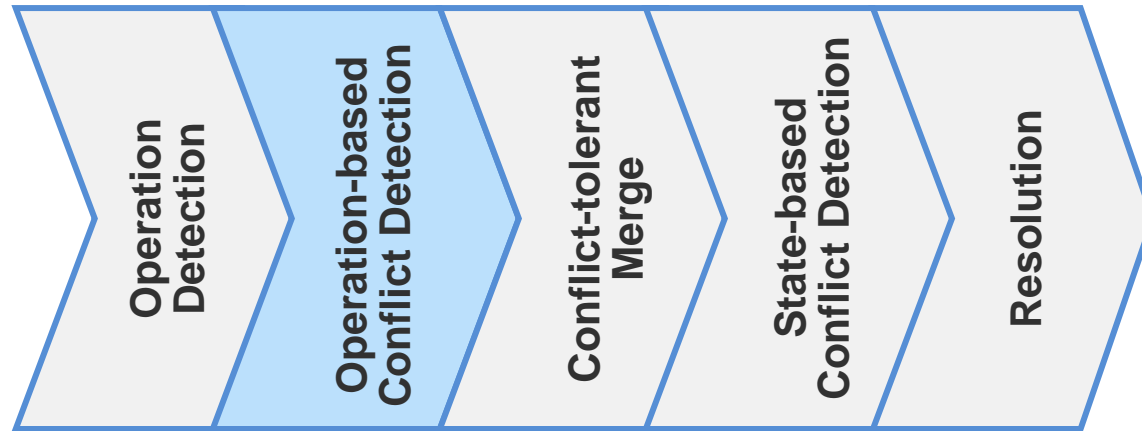 Operation
Detection
Operation-based
Conflict Detection
Conflict-tolerant
Merge
State-based
Conflict Detection
Resolution